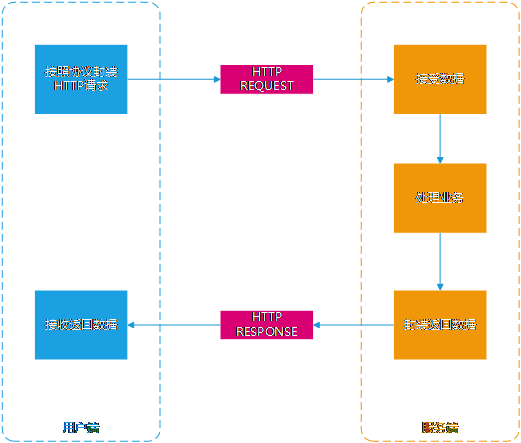 按照协议封装
HTTP请求
HTTP
REQUEST
接受数据
处理业务
接收返回数据
HTTP
RESPONSE
封装返回数据
用户端
服务端